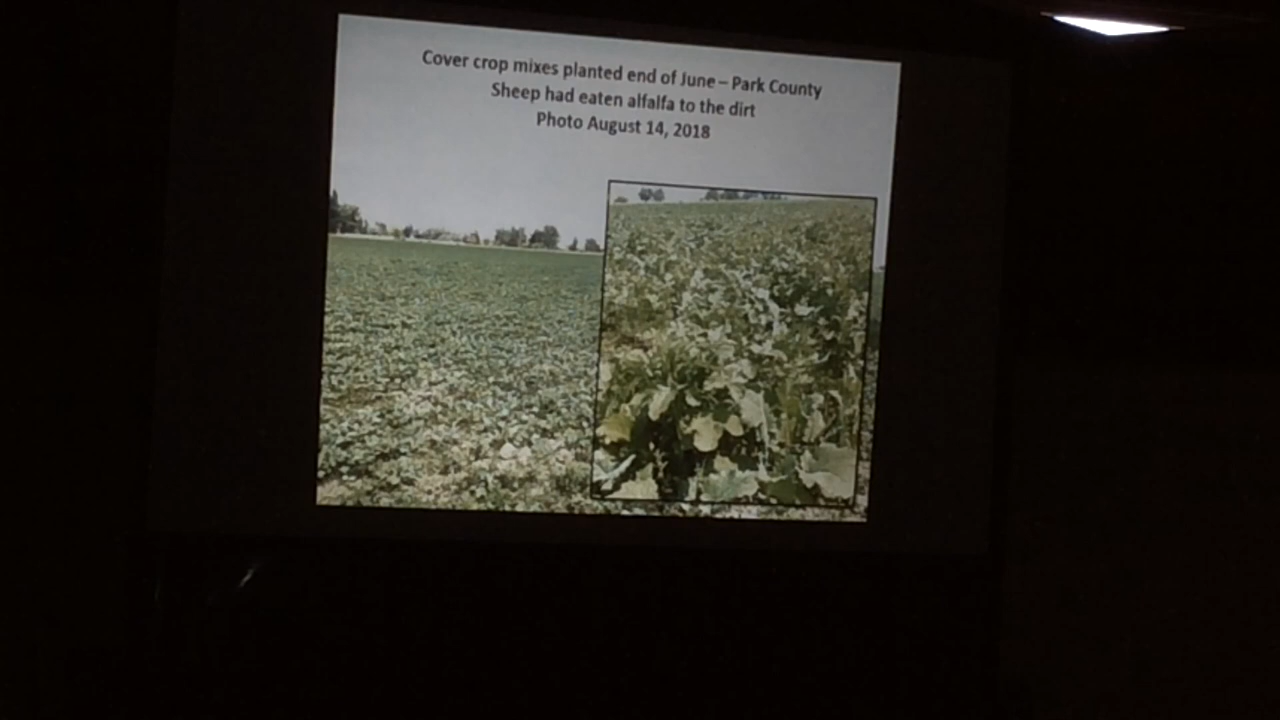 Cover crop mixes planted end of June – Park County
Sheep had eaten alfalfa to the dirt
Photo August 14, 2018